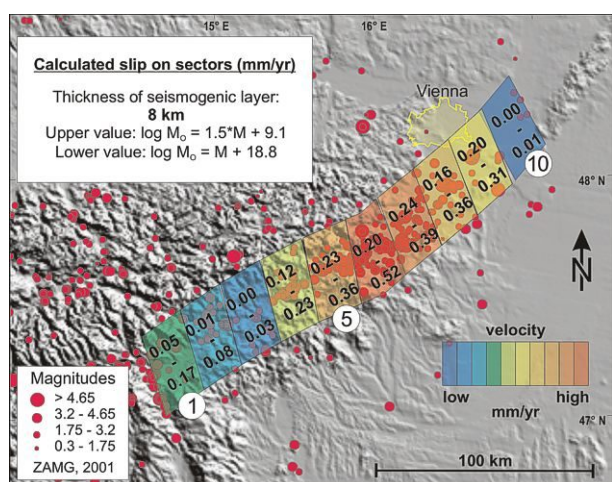 15°E
16°E
Calculated slip on sectors (mm/yr)
Thickness of seismogenic layer:
8 km
Upper value: log Mₒ = 1.5*M + 9.1
Lower value: log Mₒ = M + 18.8
Vienna
0.00
-
0.01
10
0.20
-
0.31
0.16
-
0.36
0.24
-
0.39
0.20
-
0.52
0.23
-
0.36
5
0.12
-
0.23
0.00
-
0.03
0.01
-
0.08
0.05
-
0.17
1
48°N
N
velocity
low
high
mm/yr
47°N
Magnitudes
> 4.65
3.2 - 4.65
1.75 - 3.2
0.3 - 1.75
ZAMG, 2001
100 km